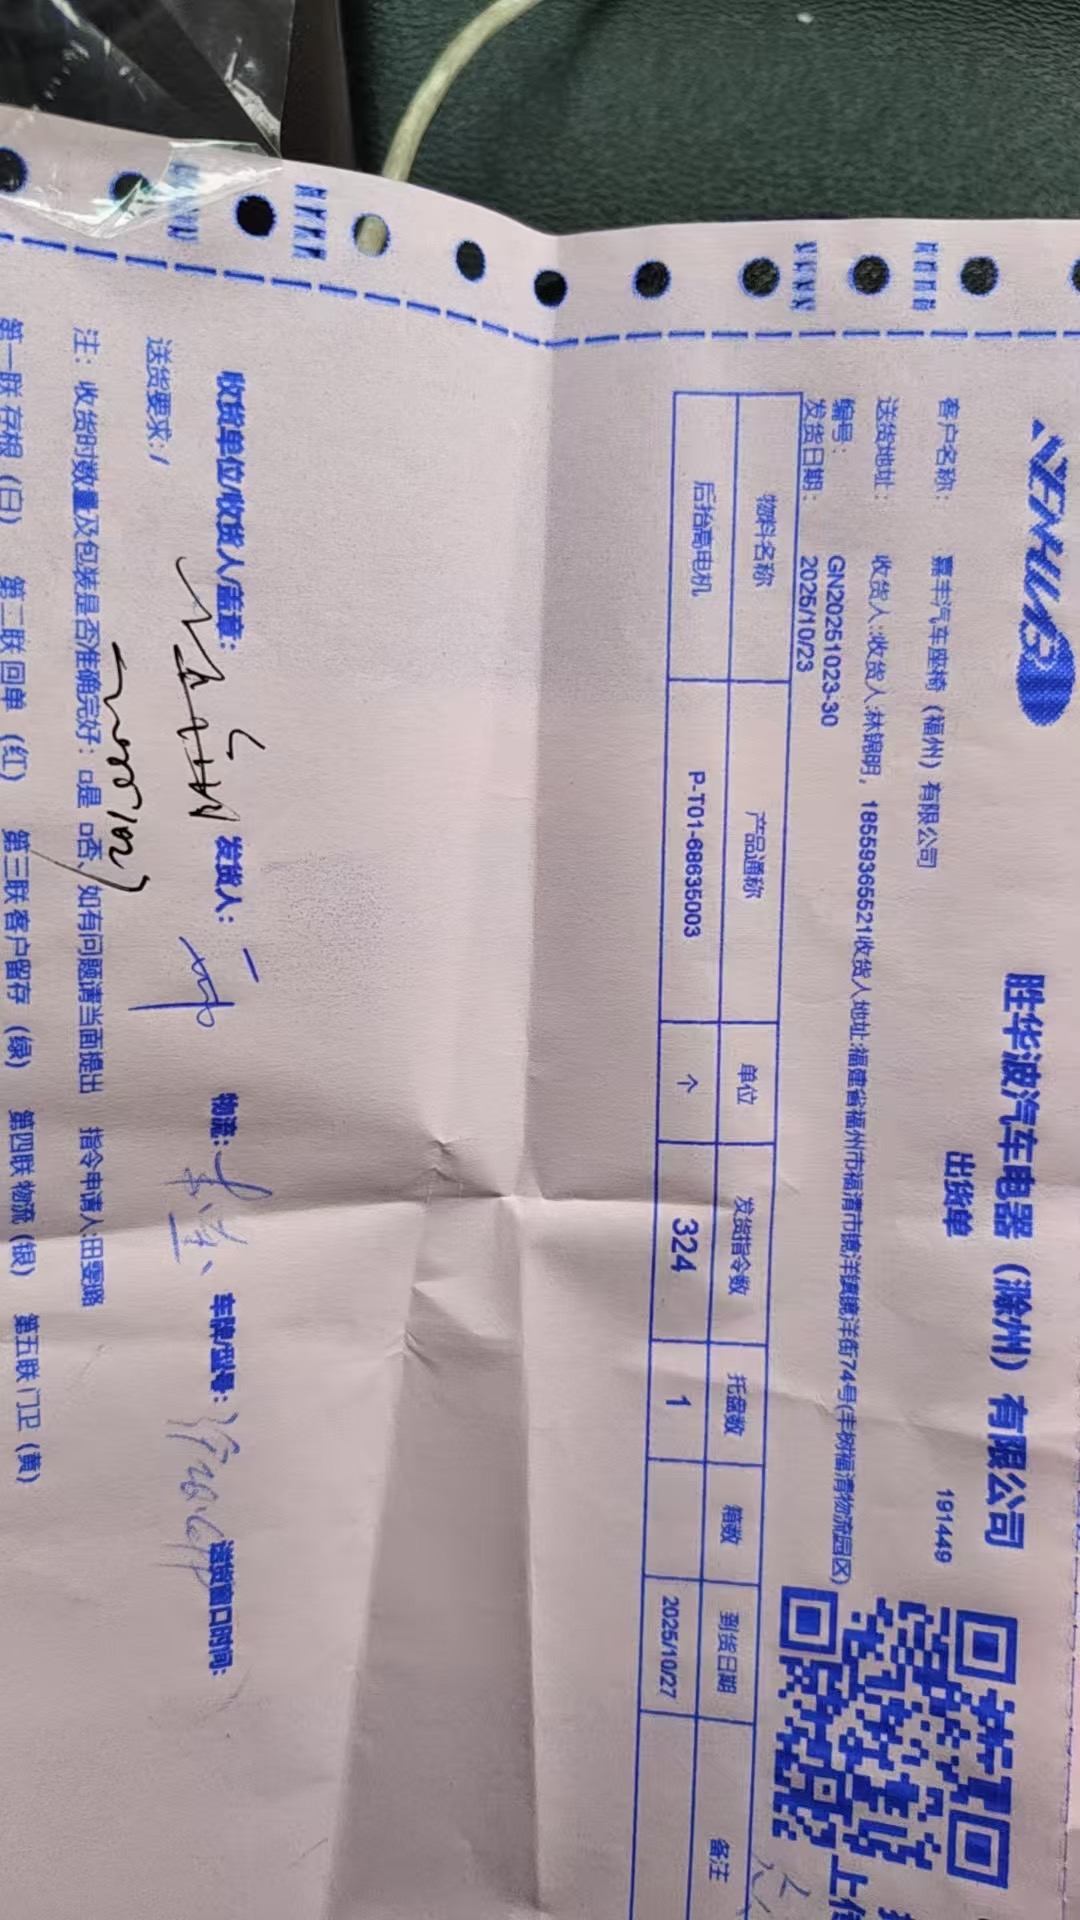 SHENGHUABO
胜华波汽车电器（滁州）有限公司
出货单
191449
客户名称： 嘉丰汽车座椅（福州）有限公司
送货地址： 收货人:收货人:林锦明，18559365521收货人地址:福建省福州市福清市镜洋镇镜洋街74号(丰树福清物流园区)
编号： GN20251023-30
发货日期： 2025/10/23
上传
物料名称 产品通称 单位 发货指令数 托盘数 箱数 到货日期 备注
后抬高电机 P-T01-68635003 个 324 1 2025/10/27
收货单位/收货人/盖章： 发货人： 物流： 车牌/型号： 送货窗口时间：
送货要求：/
注：收货时数量及包装是否准确完好：□是 □否、如有问题请当面提出 指令申请人:田雯璐
第一联 存根（白） 第二联 回单（红） 第三联 客户留存（绿） 第四联 物流（银） 第五联 门卫（黄）